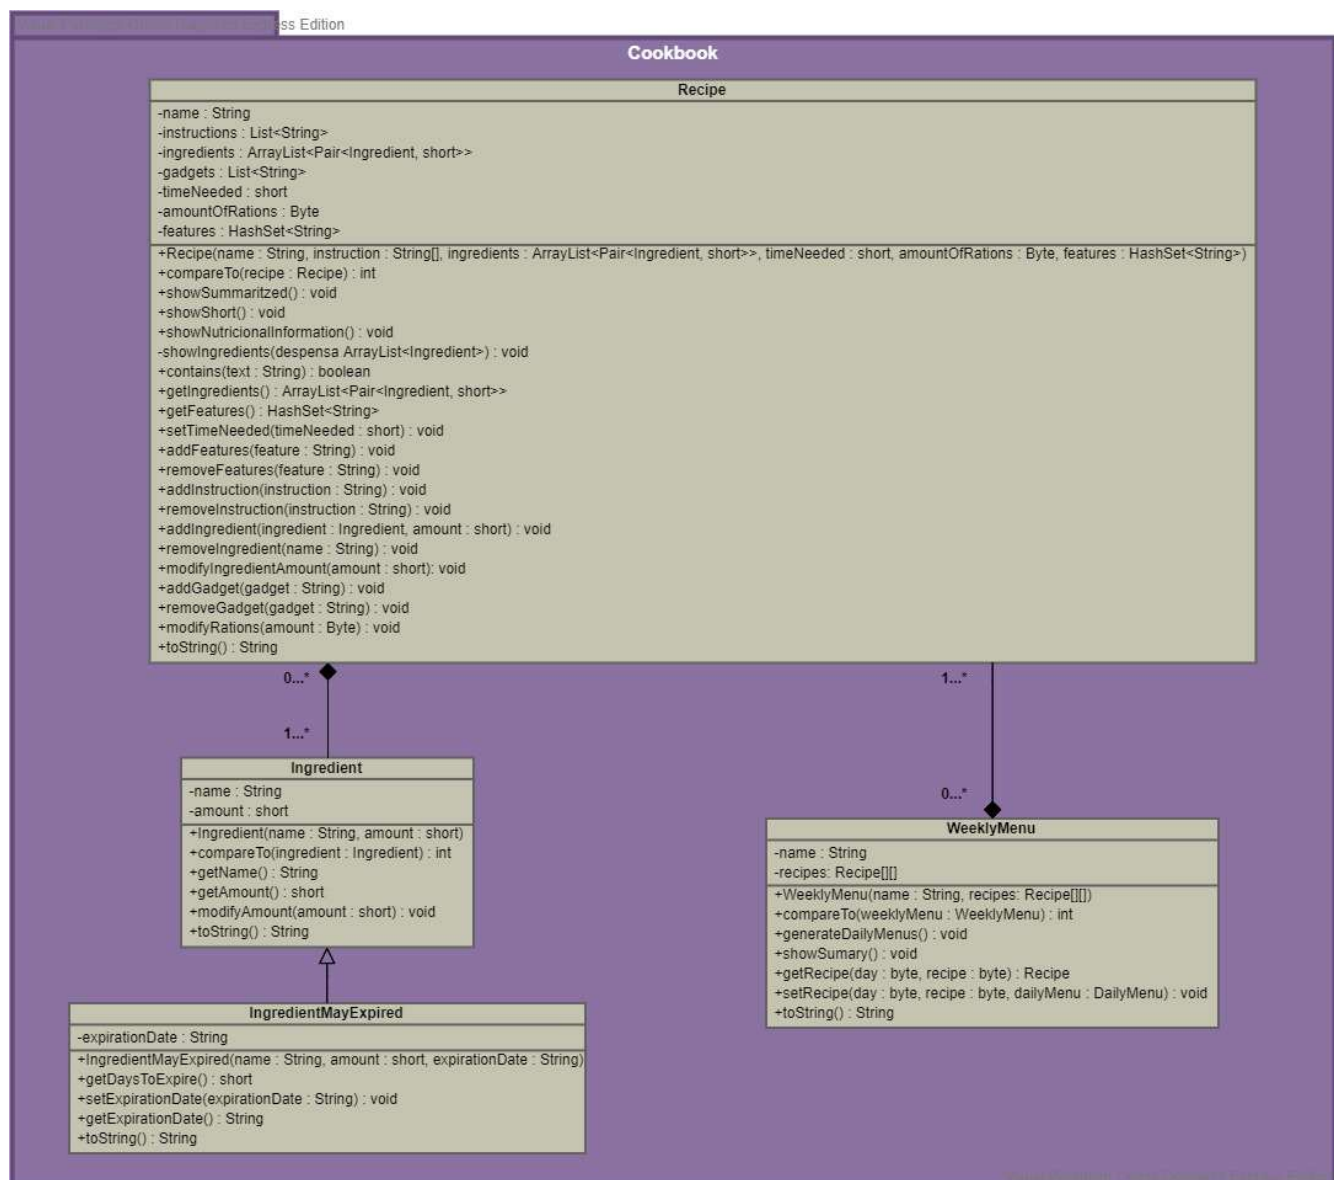 ss Edition
Cookbook
Recipe
-name : String
-instructions : List<String>
-ingredients : ArrayList<Pair<Ingredient, short>>
-gadgets : List<String>
-timeNeeded : short
-amountOfRations : Byte
-features : HashSet<String>
+Recipe(name : String, instruction : String[], ingredients : ArrayList<Pair<Ingredient, short>>, timeNeeded : short, amountOfRations : Byte, features : HashSet<String>)
+compareTo(recipe : Recipe) : int
+showSummaritzed() : void
+showShort() : void
+showNutricionalInformation() : void
-showIngredients(despensa ArrayList<Ingredient>) : void
+contains(text : String) : boolean
+getIngredients() : ArrayList<Pair<Ingredient, short>>
+getFeatures() : HashSet<String>
+setTimeNeeded(timeNeeded : short) : void
+addFeatures(feature : String) : void
+removeFeatures(feature : String) : void
+addInstruction(instruction : String) : void
+removeInstruction(instruction : String) : void
+addIngredient(ingredient : Ingredient, amount : short) : void
+removeIngredient(name : String) : void
+modifyIngredientAmount(amount : short): void
+addGadget(gadget : String) : void
+removeGadget(gadget : String) : void
+modifyRations(amount : Byte) : void
+toString() : String
0...*
1...*
1...*
0...*
Ingredient
-name : String
-amount : short
+Ingredient(name : String, amount : short)
+compareTo(ingredient : Ingredient) : int
+getName() : String
+getAmount() : short
+modifyAmount(amount : short) : void
+toString() : String
WeeklyMenu
-name : String
-recipes: Recipe[][]
+WeeklyMenu(name : String, recipes: Recipe[][])
+compareTo(weeklyMenu : WeeklyMenu) : int
+generateDailyMenus() : void
+showSumary() : void
+getRecipe(day : byte, recipe : byte) : Recipe
+setRecipe(day : byte, recipe : byte, dailyMenu : DailyMenu) : void
+toString() : String
IngredientMayExpired
-expirationDate : String
+IngredientMayExpired(name : String, amount : short, expirationDate : String)
+getDaysToExpire() : short
+setExpirationDate(expirationDate : String) : void
+getExpirationDate() : String
+toString() : String